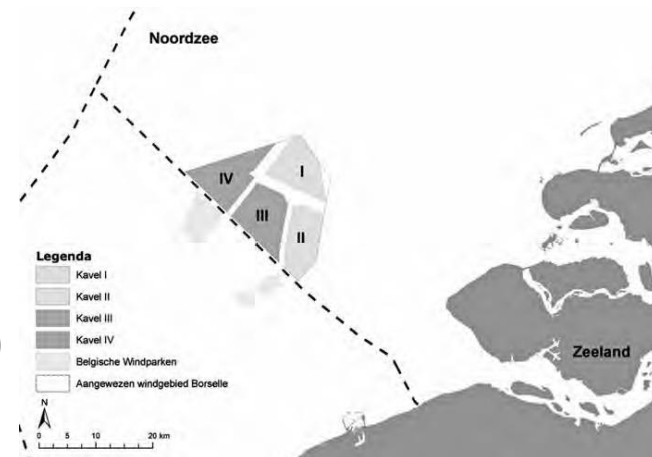 Noordzee
I
IV
III
II
Legenda
Kavel I
Kavel II
Kavel III
Kavel IV
Belgische Windparken
Aangewezen windgebied Borselle
Zeeland
N
0 5 10 20 km